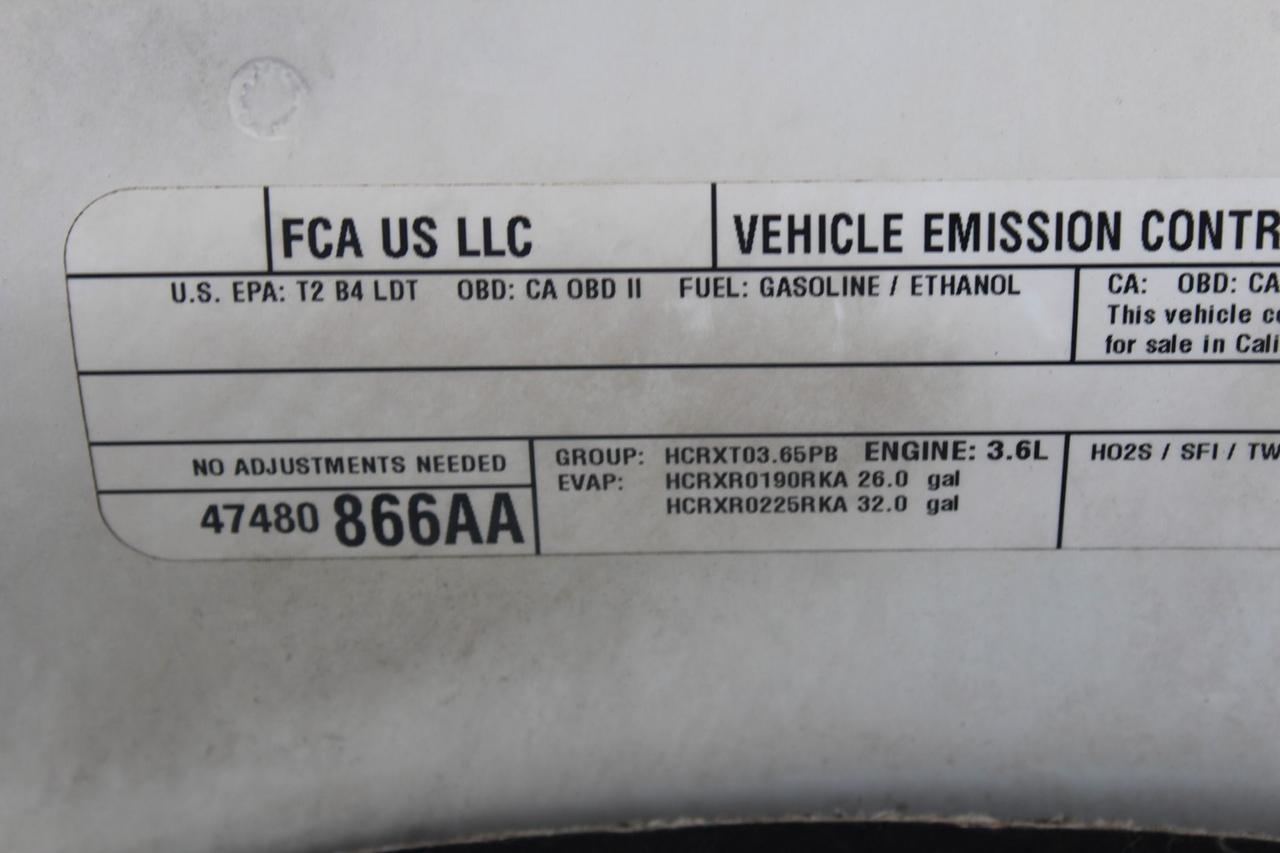 FCA US LLC
VEHICLE EMISSION CONTR
U.S. EPA: T2 B4 LDT OBD: CA OBD II FUEL: GASOLINE / ETHANOL
CA: OBD: CA
This vehicle co
for sale in Cali
NO ADJUSTMENTS NEEDED
47480 866AA
GROUP: HCRXT03.65PB ENGINE: 3.6L
EVAP: HCRXR0190RKA 26.0 gal
HCRXR0225RKA 32.0 gal
HO2S / SFI / TW